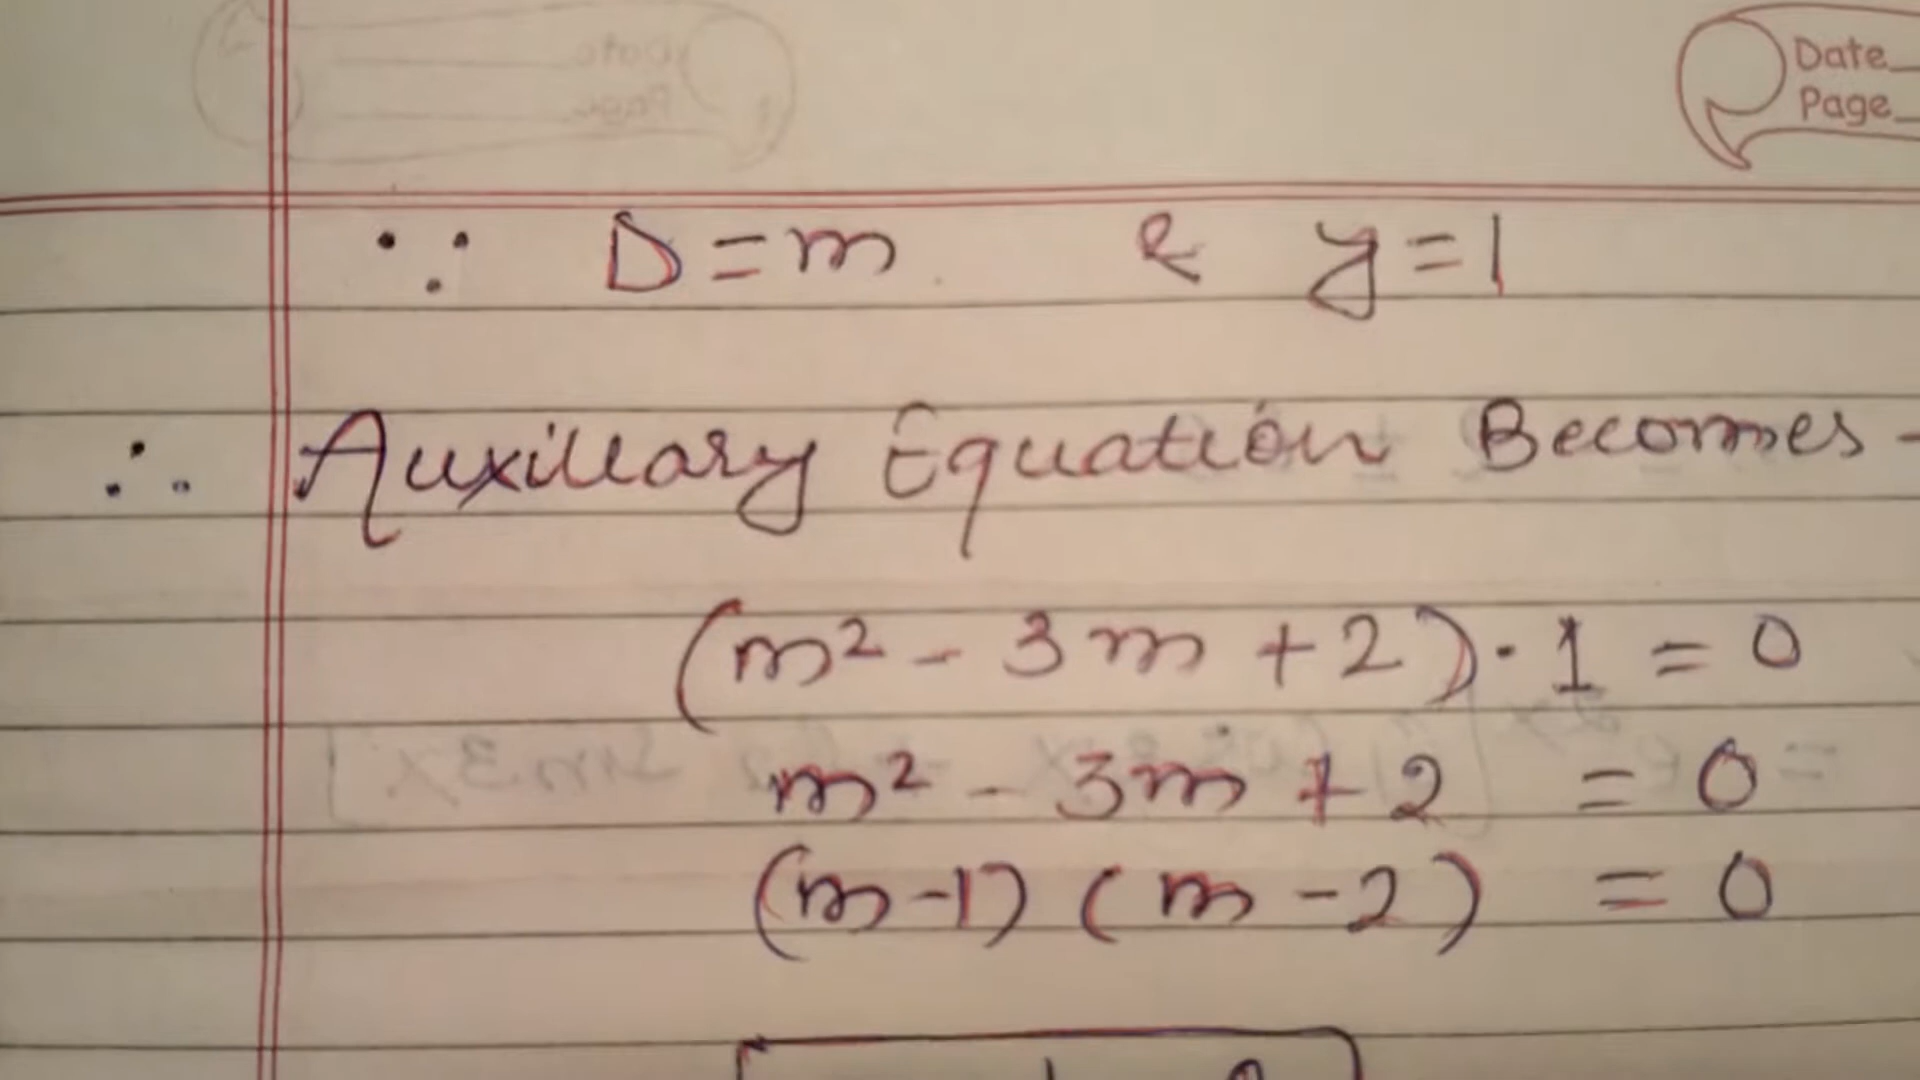 Date
Page
∵ D = m & y = 1
∴ Auxillary Equation Becomes -
(m² - 3m + 2) · 1 = 0
m² - 3m + 2 = 0
(m-1) (m-2) = 0